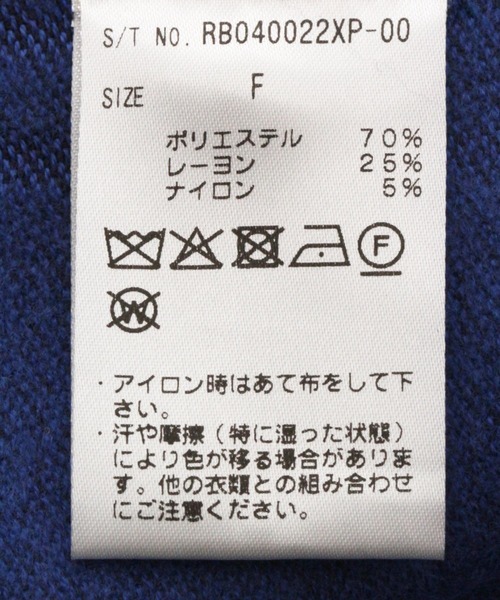 S/T NO. RB040022XP-00
SIZE F
ポリエステル 70%
レーヨン 25%
ナイロン 5%
F
W
・アイロン時はあて布をして下
さい。
・汗や摩擦(特に湿った状態)
により色が移る場合がありま
す。他の衣類との組み合わせ
にご注意ください。